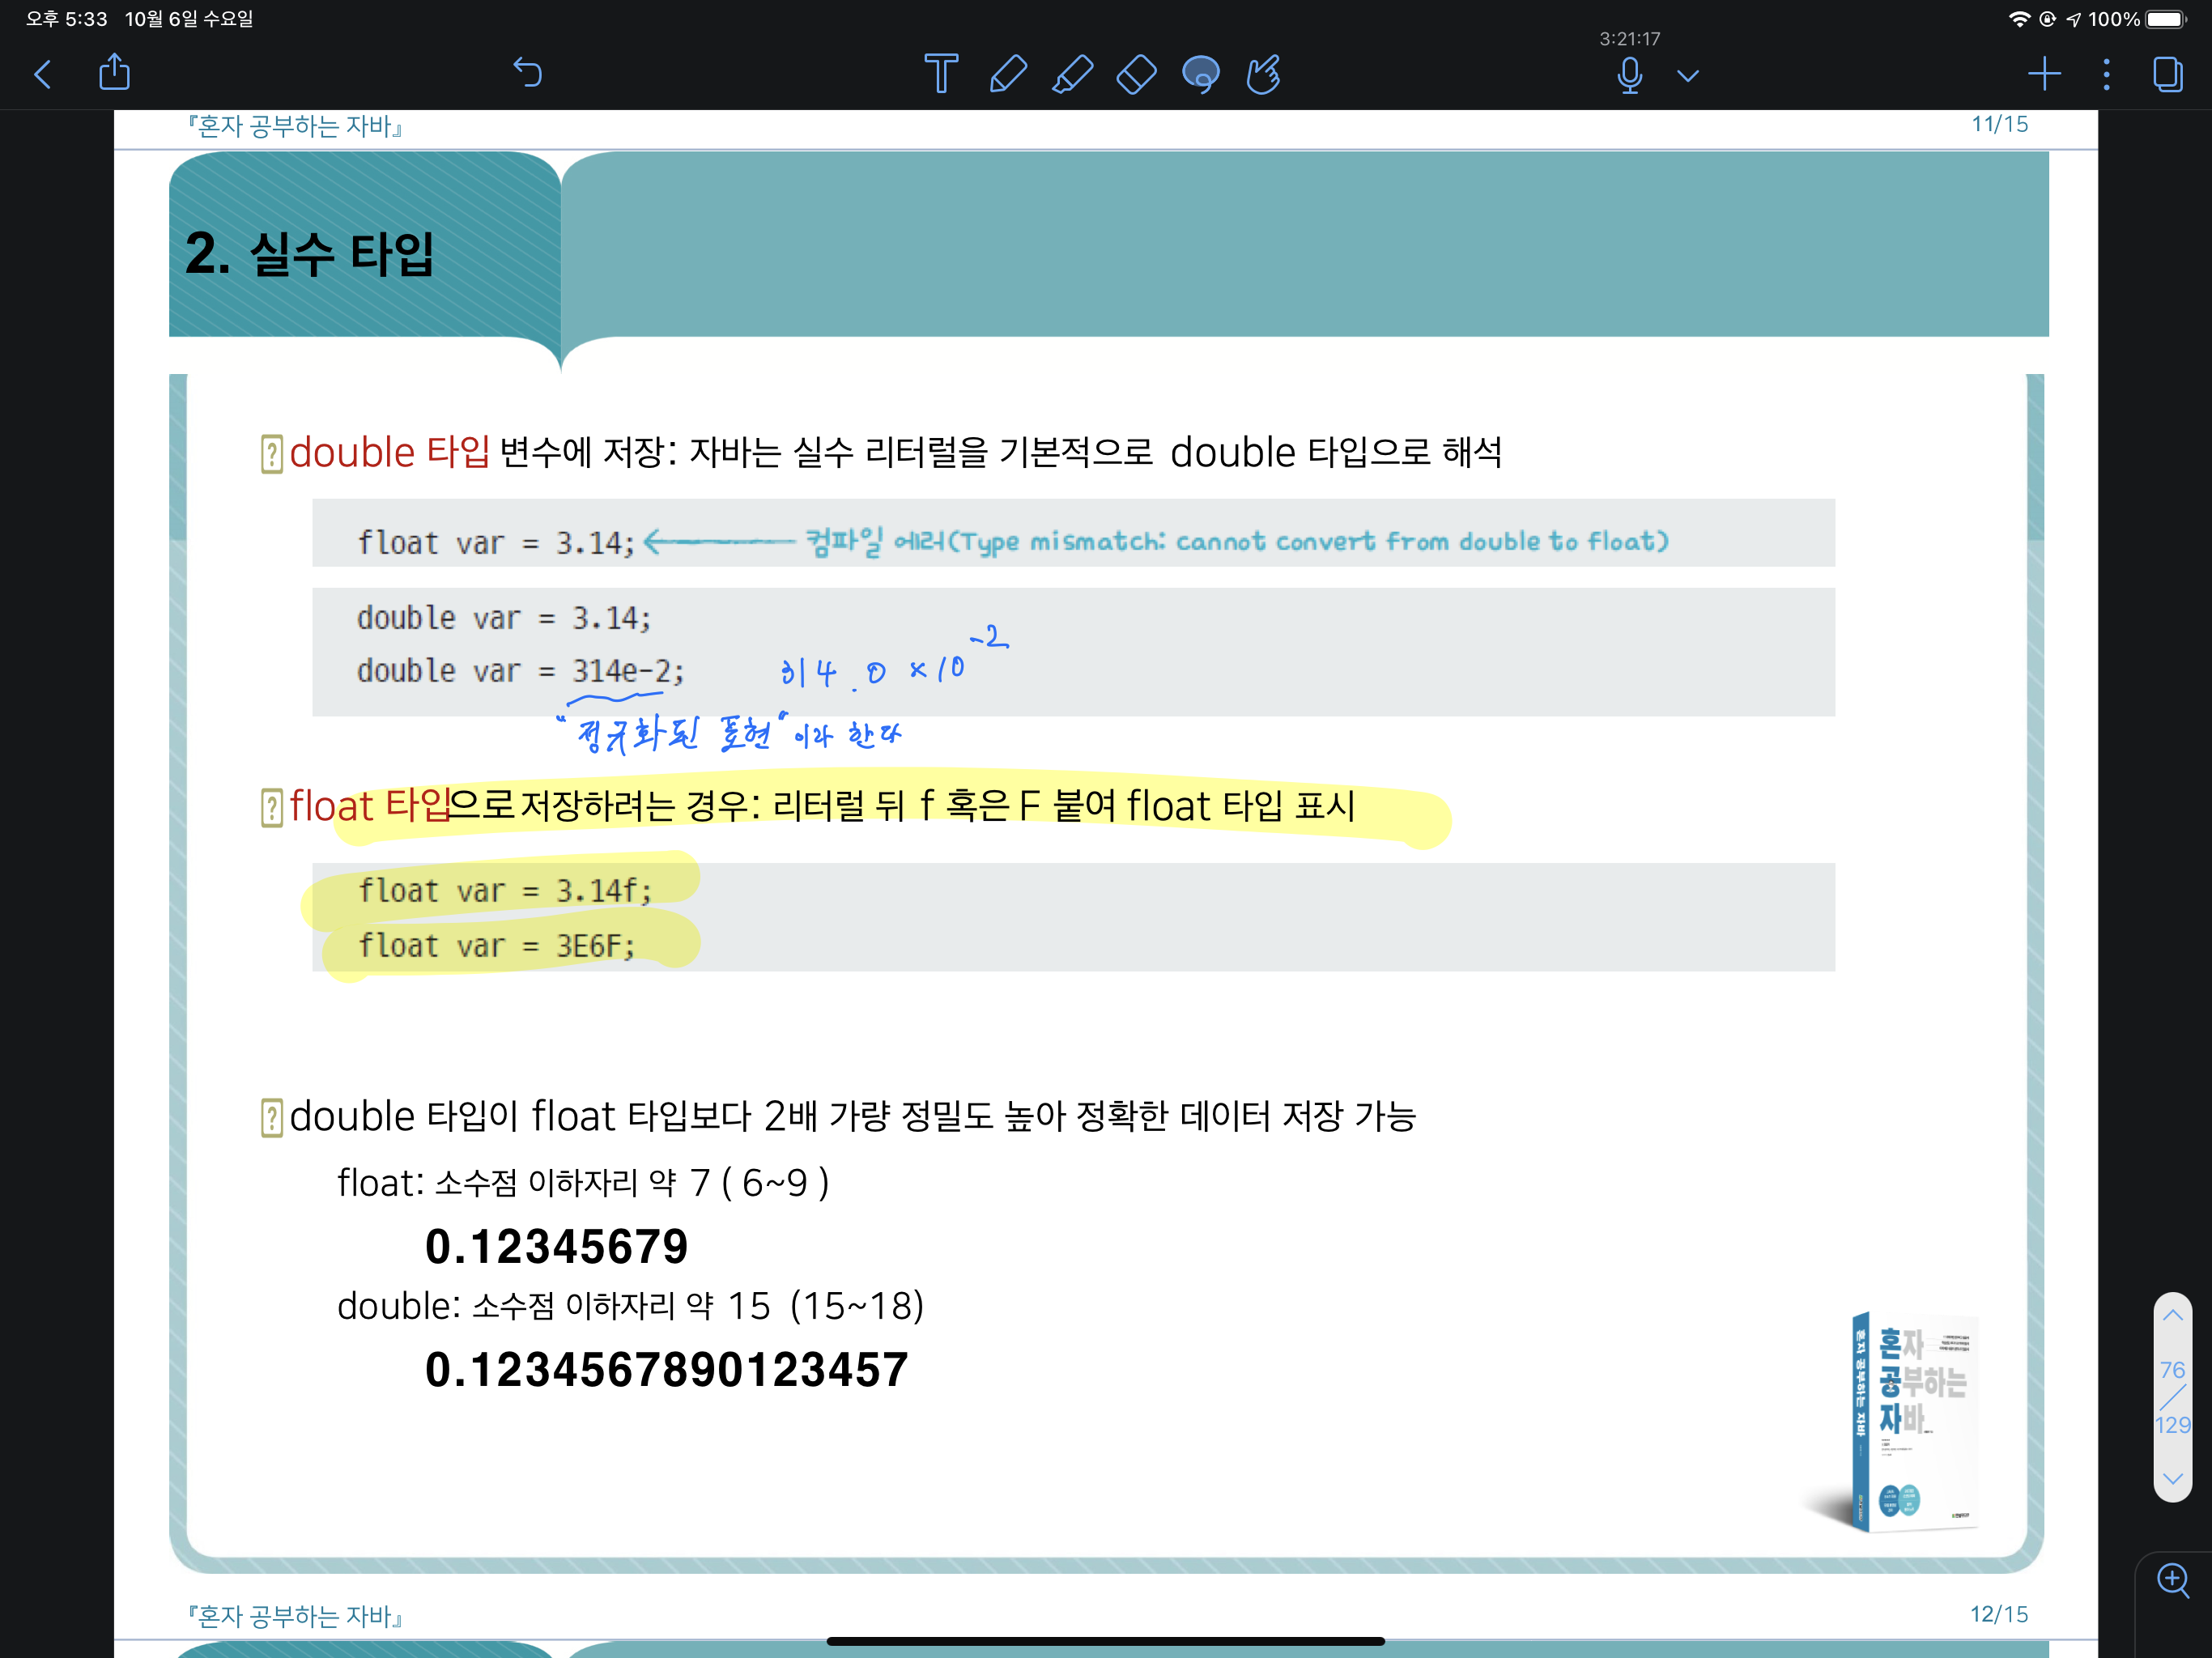 오후 5:33 10월 6일 수요일
100%
3:21:17
『혼자 공부하는 자바』 11/15
2. 실수 타입
double 타입 변수에 저장: 자바는 실수 리터럴을 기본적으로 double 타입으로 해석
float var = 3.14; 컴파일 에러(Type mismatch: cannot convert from double to float)
double var = 3.14;
double var = 314e-2; 314.0 ×10^-2
"정규화된 표현"이라 한다
float 타입으로 저장하려는 경우: 리터럴 뒤 f 혹은 F 붙여 float 타입 표시
float var = 3.14f;
float var = 3E6F;
double 타입이 float 타입보다 2배 가량 정밀도 높아 정확한 데이터 저장 가능
float: 소수점 이하자리 약 7 ( 6~9 )
0.12345679
double: 소수점 이하자리 약 15 (15~18)
0.1234567890123457
혼자 공부하는 자바
혼자
공부하는
자바
76
129
『혼자 공부하는 자바』 12/15